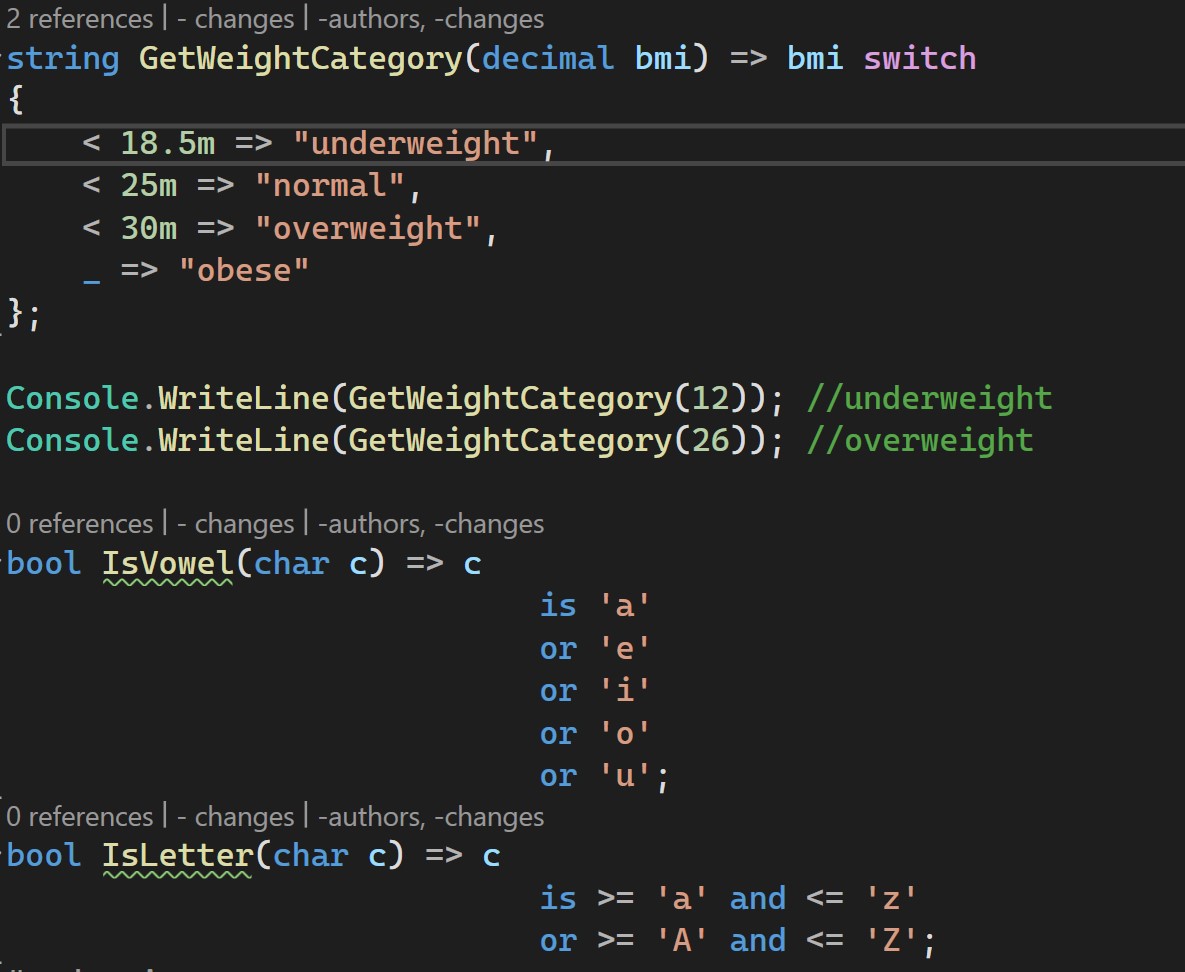 2 references | - changes | -authors, -changes
string GetWeightCategory(decimal bmi) => bmi switch
{
    < 18.5m => "underweight",
    < 25m => "normal",
    < 30m => "overweight",
    _ => "obese"
};
Console.WriteLine(GetWeightCategory(12)); //underweight
Console.WriteLine(GetWeightCategory(26)); //overweight
0 references | - changes | -authors, -changes
bool IsVowel(char c) => c
                            is 'a'
                            or 'e'
                            or 'i'
                            or 'o'
                            or 'u';
0 references | - changes | -authors, -changes
bool IsLetter(char c) => c
                            is >= 'a' and <= 'z'
                            or >= 'A' and <= 'Z';